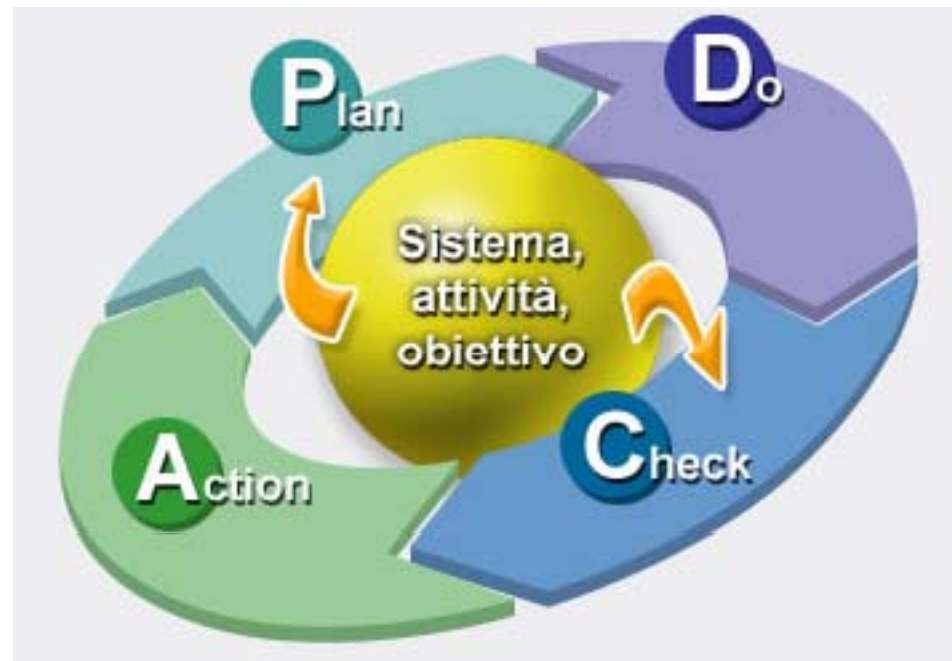 Plan
Do
Sistema,
attività,
obiettivo
Check
Action